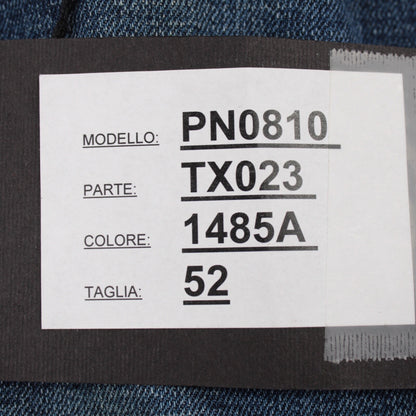 MODELLO: PN0810
PARTE: TX023
COLORE: 1485A
TAGLIA: 52